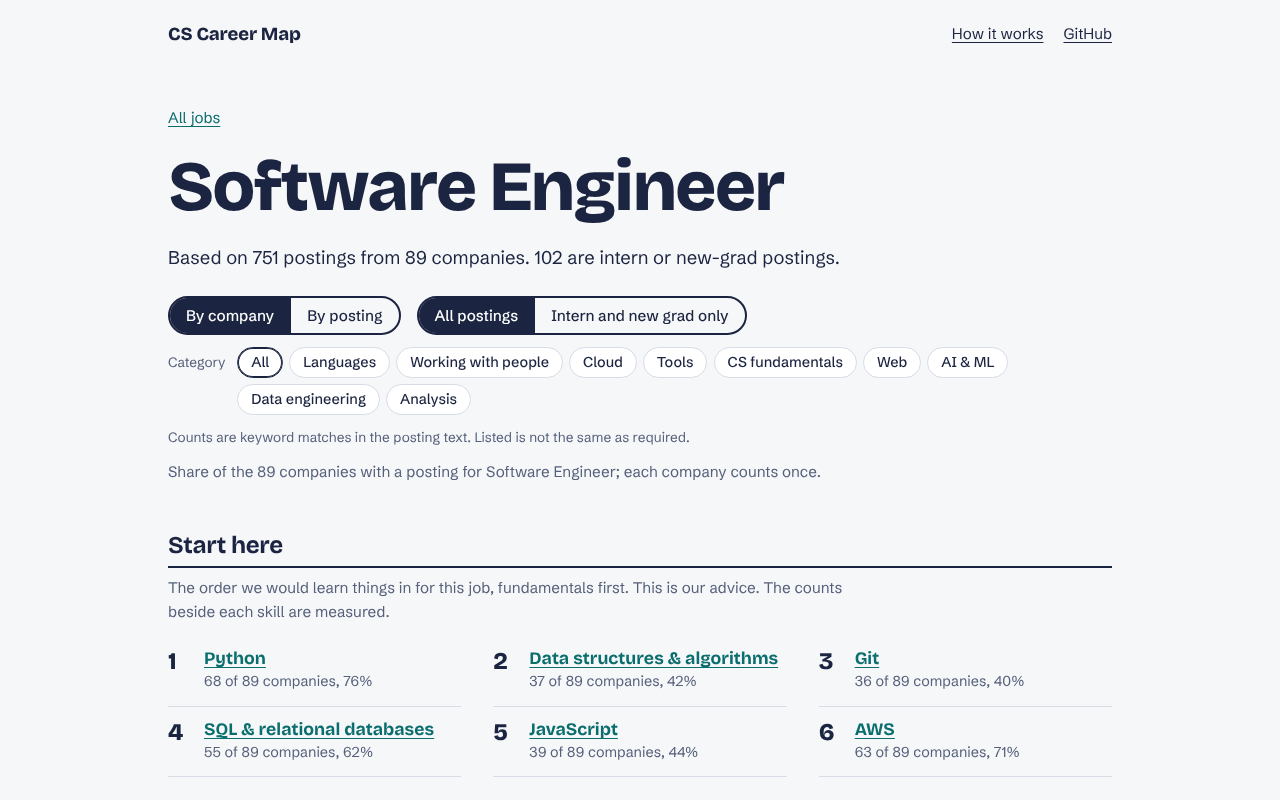 CS Career Map
How it works
GitHub
All jobs
Software Engineer
Based on 751 postings from 89 companies. 102 are intern or new-grad postings.
By company
By posting
All postings
Intern and new grad only
Category
All
Languages
Working with people
Cloud
Tools
CS fundamentals
Web
AI & ML
Data engineering
Analysis
Counts are keyword matches in the posting text. Listed is not the same as required.
Share of the 89 companies with a posting for Software Engineer; each company counts once.
Start here
The order we would learn things in for this job, fundamentals first. This is our advice. The counts
beside each skill are measured.
1 Python
68 of 89 companies, 76%
2 Data structures & algorithms
37 of 89 companies, 42%
3 Git
36 of 89 companies, 40%
4 SQL & relational databases
55 of 89 companies, 62%
5 JavaScript
39 of 89 companies, 44%
6 AWS
63 of 89 companies, 71%